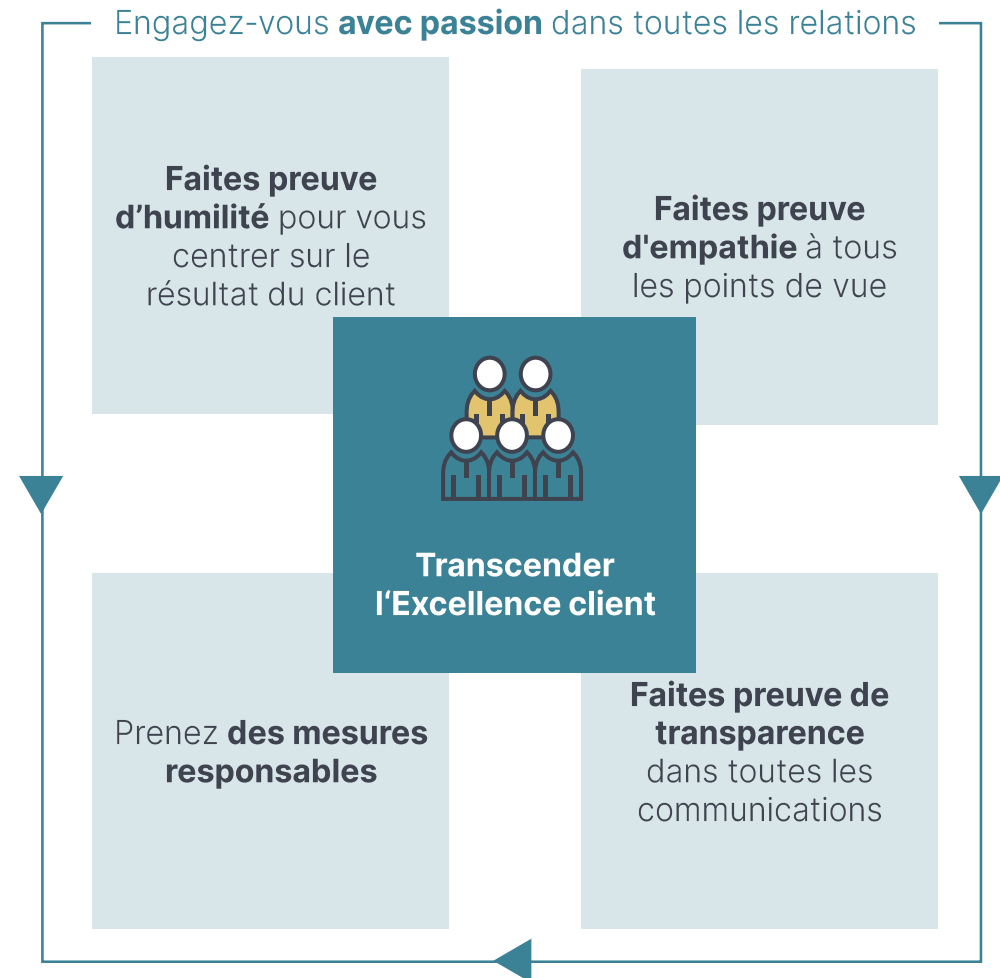 Engagez-vous avec passion dans toutes les relations
Faites preuve
d’humilité pour vous
centrer sur le
résultat du client
Faites preuve
d'empathie à tous
les points de vue
Transcender
l‘Excellence client
Prenez des mesures
responsables
Faites preuve de
transparence
dans toutes les
communications